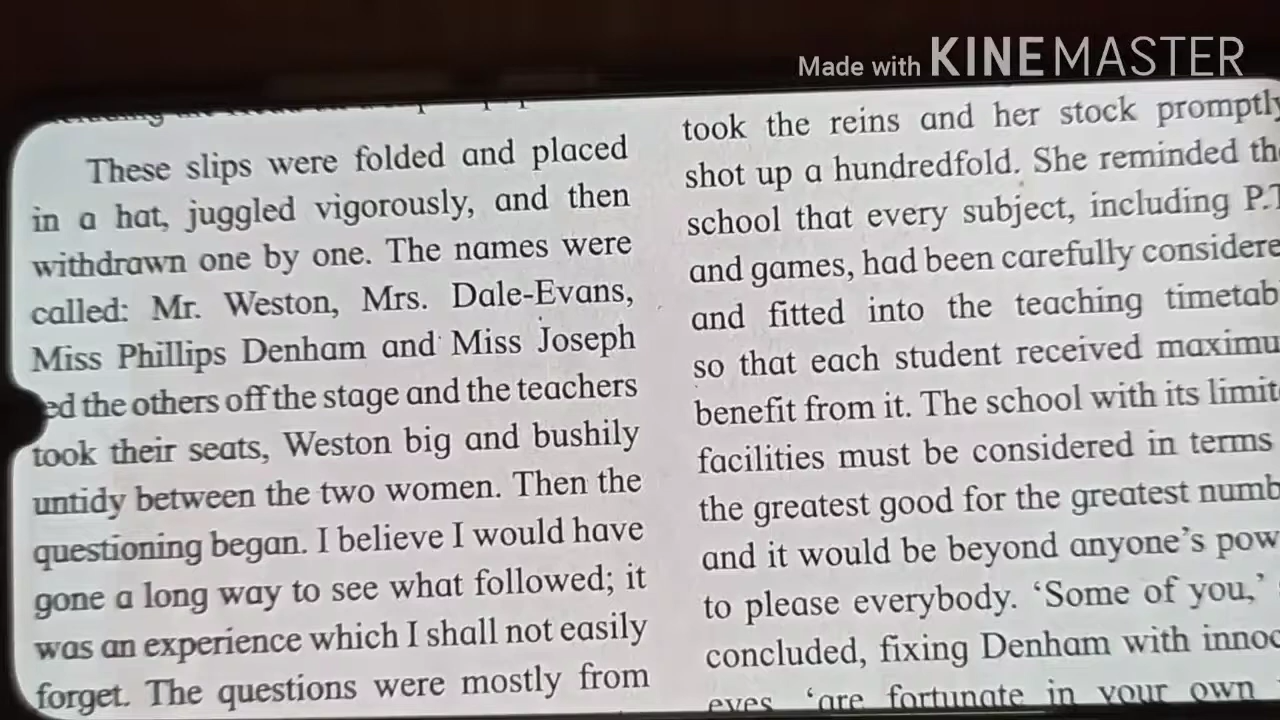 Made with KINEMASTER
These slips were folded and placed
in a hat, juggled vigorously, and then
withdrawn one by one. The names were
called: Mr. Weston, Mrs. Dale-Evans,
Miss Phillips Denham and Miss Joseph
ed the others off the stage and the teachers
took their seats, Weston big and bushily
untidy between the two women. Then the
questioning began. I believe I would have
gone a long way to see what followed; it
was an experience which I shall not easily
forget. The questions were mostly from
took the reins and her stock promptly
shot up a hundredfold. She reminded
school that every subject, including
and games, had been carefully
and fitted into the teaching
so that each student received
benefit from it. The school with its
facilities must be considered in terms
the greatest good for the greatest
and it would be beyond anyone's
to please everybody. 'Some of you,'
concluded, fixing Denham with
eyes 'are fortunate in your own